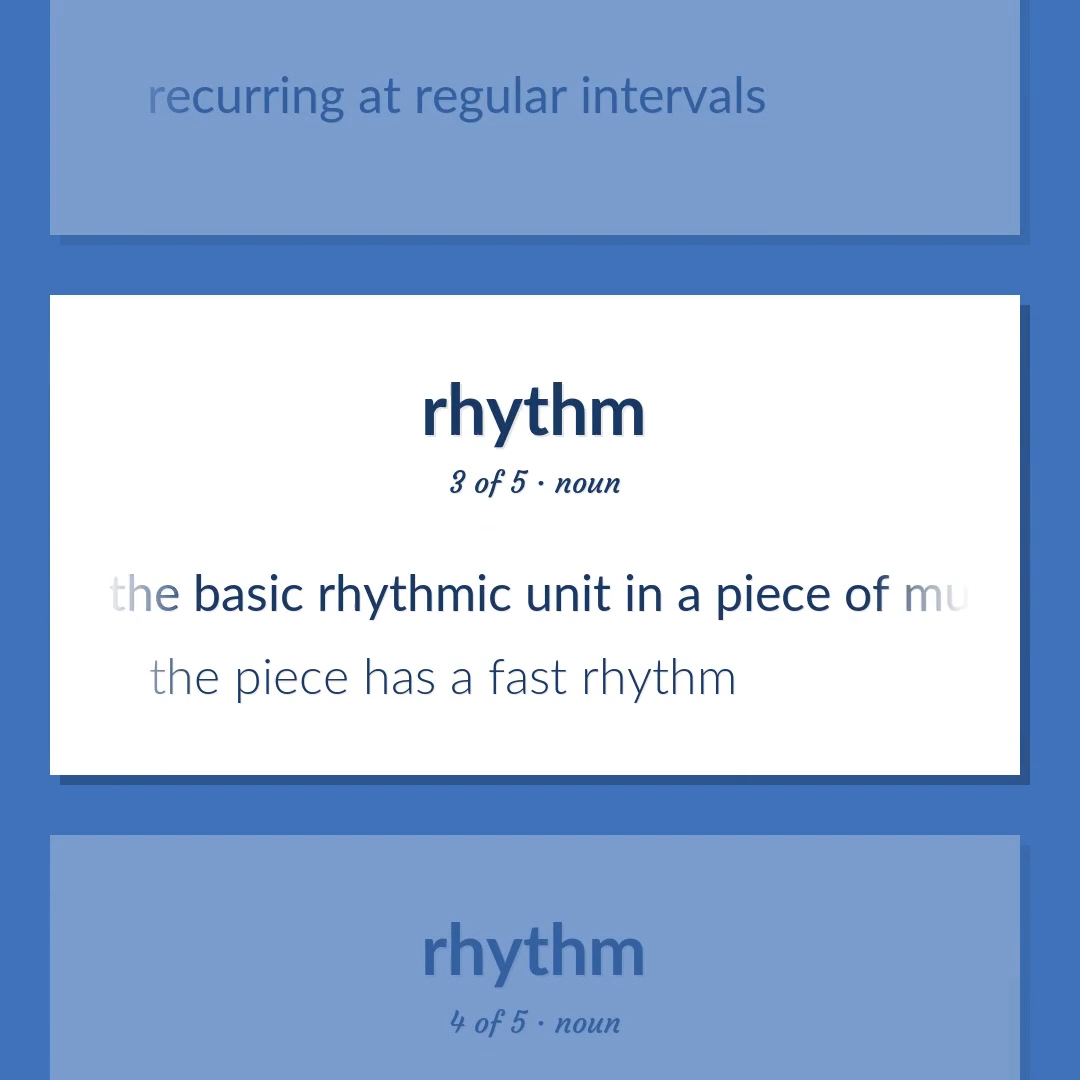 recurring at regular intervals
rhythm
3 of 5 · noun
the basic rhythmic unit in a piece of mu
the piece has a fast rhythm
rhythm
4 of 5 · noun